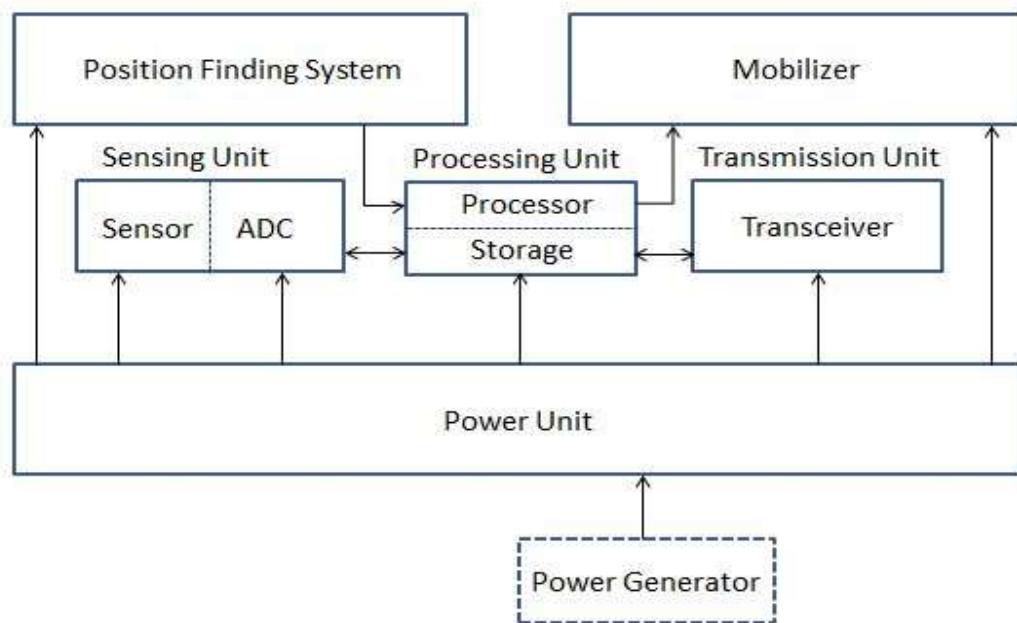 Position Finding System
Mobilizer
Sensing Unit
Processing Unit
Transmission Unit
Sensor
ADC
Processor
Storage
Transceiver
Power Unit
Power Generator